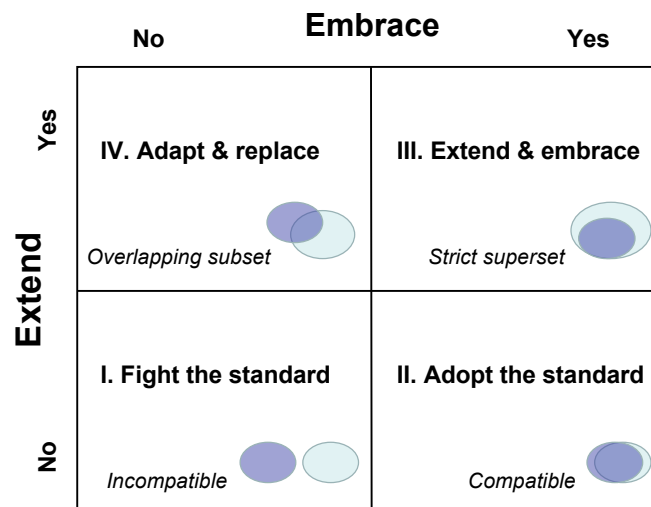 Embrace
No
Yes
Extend
Yes
No
IV. Adapt & replace
Overlapping subset
III. Extend & embrace
Strict superset
I. Fight the standard
Incompatible
II. Adopt the standard
Compatible